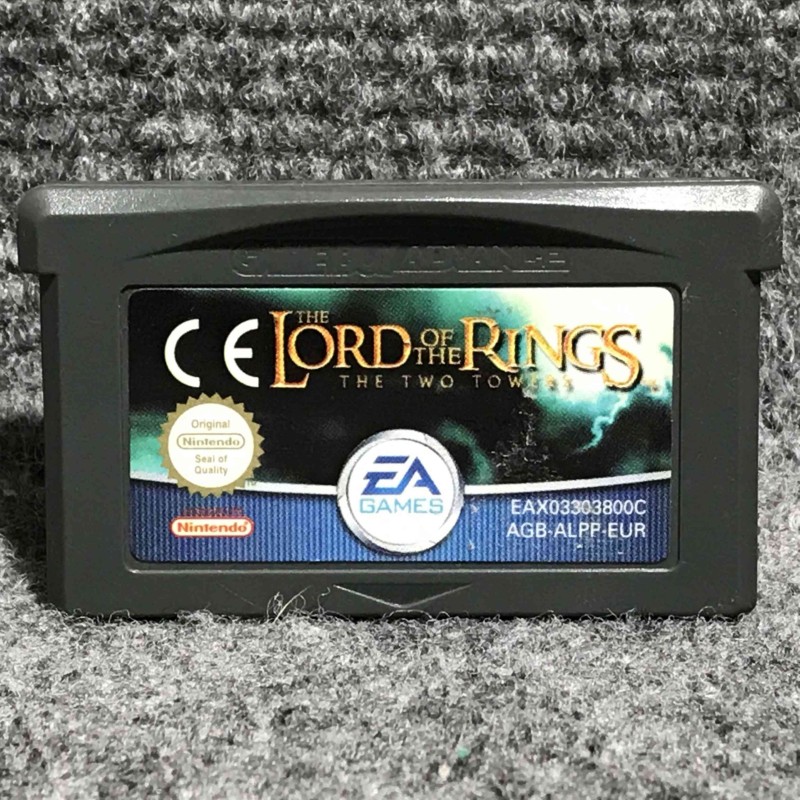 GAME BOY ADVANCE
CE
THE
LORD OF THE RINGS
THE TWO TOWERS
Original
Nintendo
Seal of
Quality
TM
EA
GAMES
Nintendo
EAX03303800C
AGB-ALPP-EUR